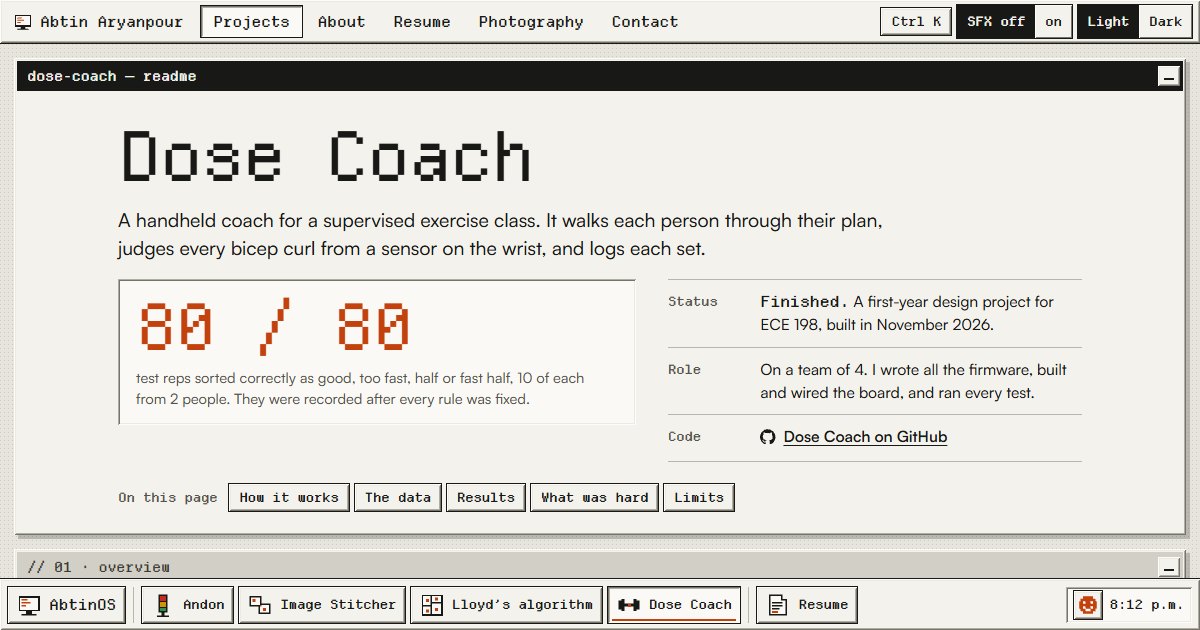 Abtin Aryanpour Projects About Resume Photography Contact Ctrl K SFX off on Light Dark
dose-coach — readme
Dose Coach
A handheld coach for a supervised exercise class. It walks each person through their plan,
judges every bicep curl from a sensor on the wrist, and logs each set.
80 / 80
test reps sorted correctly as good, too fast, half or fast half, 10 of each
from 2 people. They were recorded after every rule was fixed.
Status Finished. A first-year design project for
ECE 198, built in November 2026.
Role On a team of 4. I wrote all the firmware, built
and wired the board, and ran every test.
Code Dose Coach on GitHub
On this page How it works The data Results What was hard Limits
// 01 · overview
AbtinOS Andon Image Stitcher Lloyd's algorithm Dose Coach Resume 8:12 p.m.